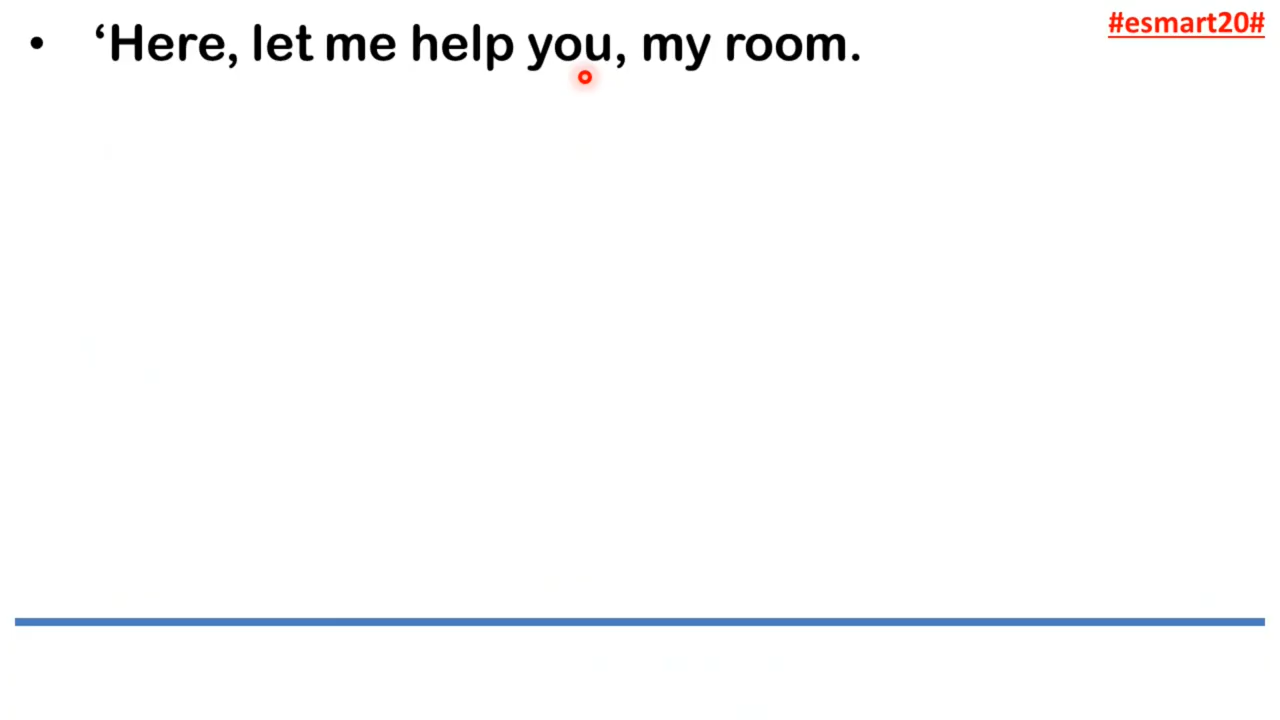 • ‘Here, let me help you, my room.
#esmart20#